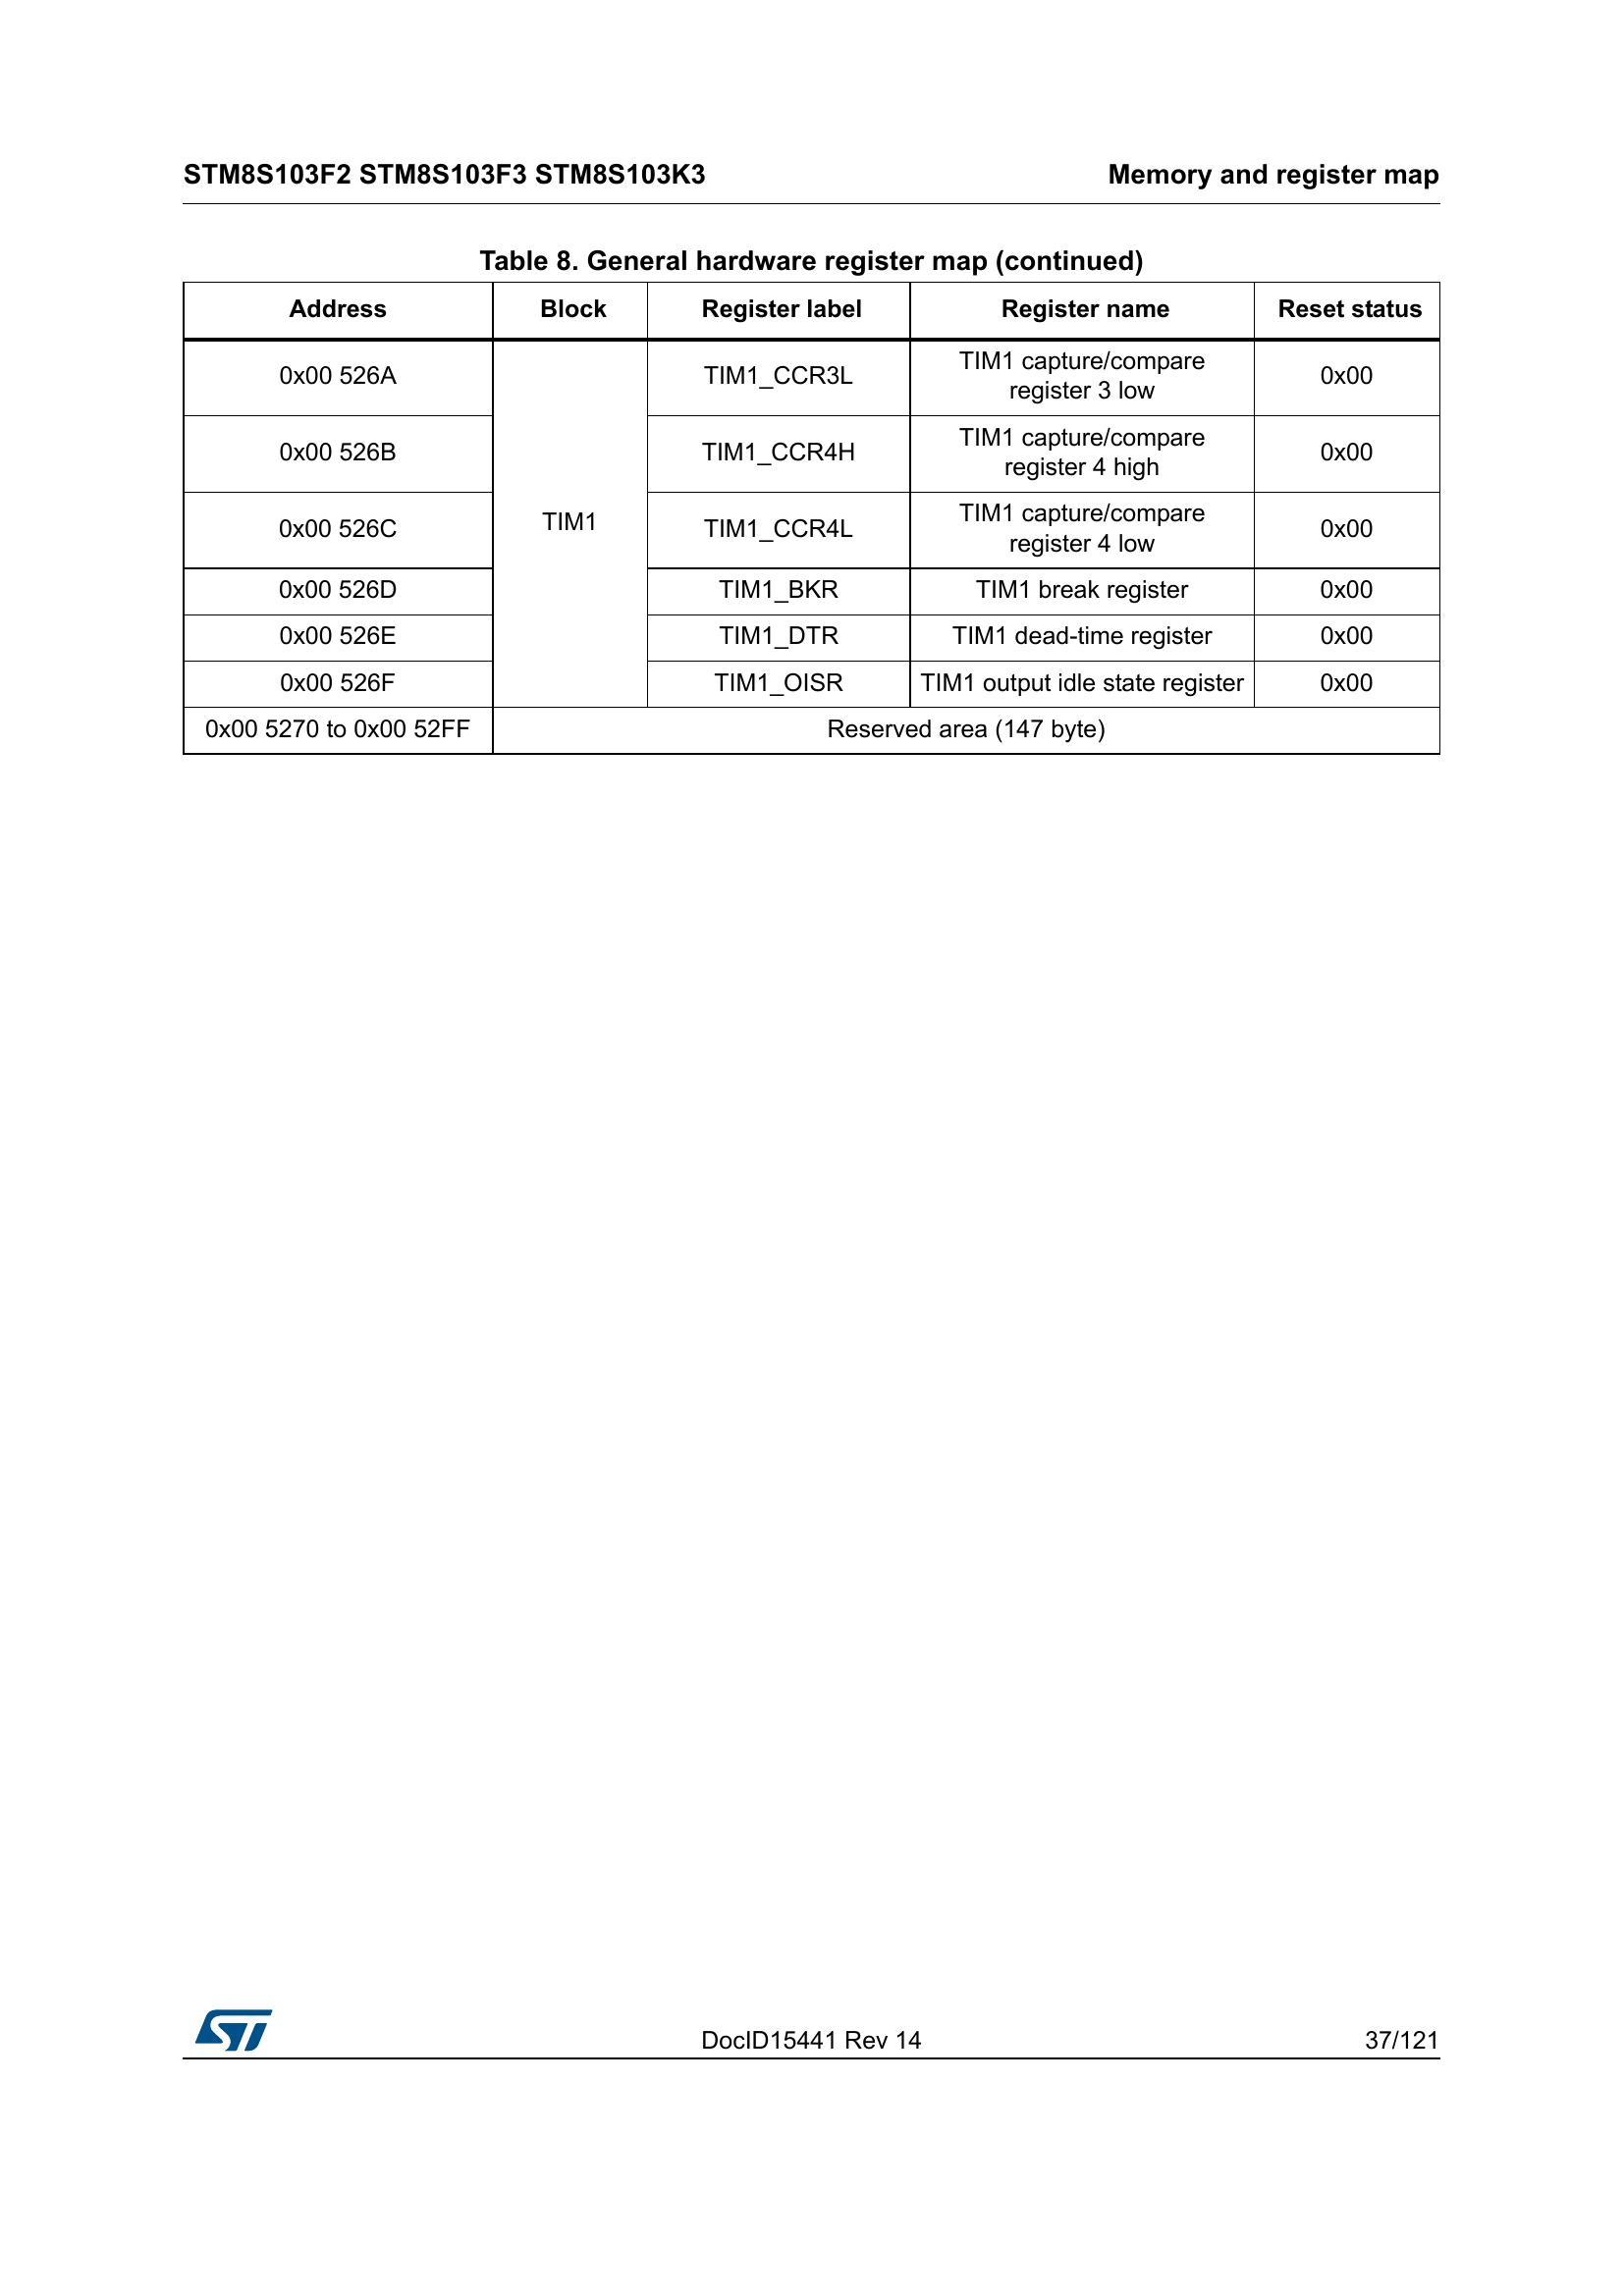 STM8S103F2 STM8S103F3 STM8S103K3 Memory and register map
Table 8. General hardware register map (continued)
Address Block Register label Register name Reset status
0x00 526A TIM1_CCR3L TIM1 capture/compare register 3 low 0x00
0x00 526B TIM1_CCR4H TIM1 capture/compare register 4 high 0x00
TIM1
0x00 526C TIM1_CCR4L TIM1 capture/compare register 4 low 0x00
0x00 526D TIM1_BKR TIM1 break register 0x00
0x00 526E TIM1_DTR TIM1 dead-time register 0x00
0x00 526F TIM1_OISR TIM1 output idle state register 0x00
0x00 5270 to 0x00 52FF Reserved area (147 byte)
ST DocID15441 Rev 14 37/121